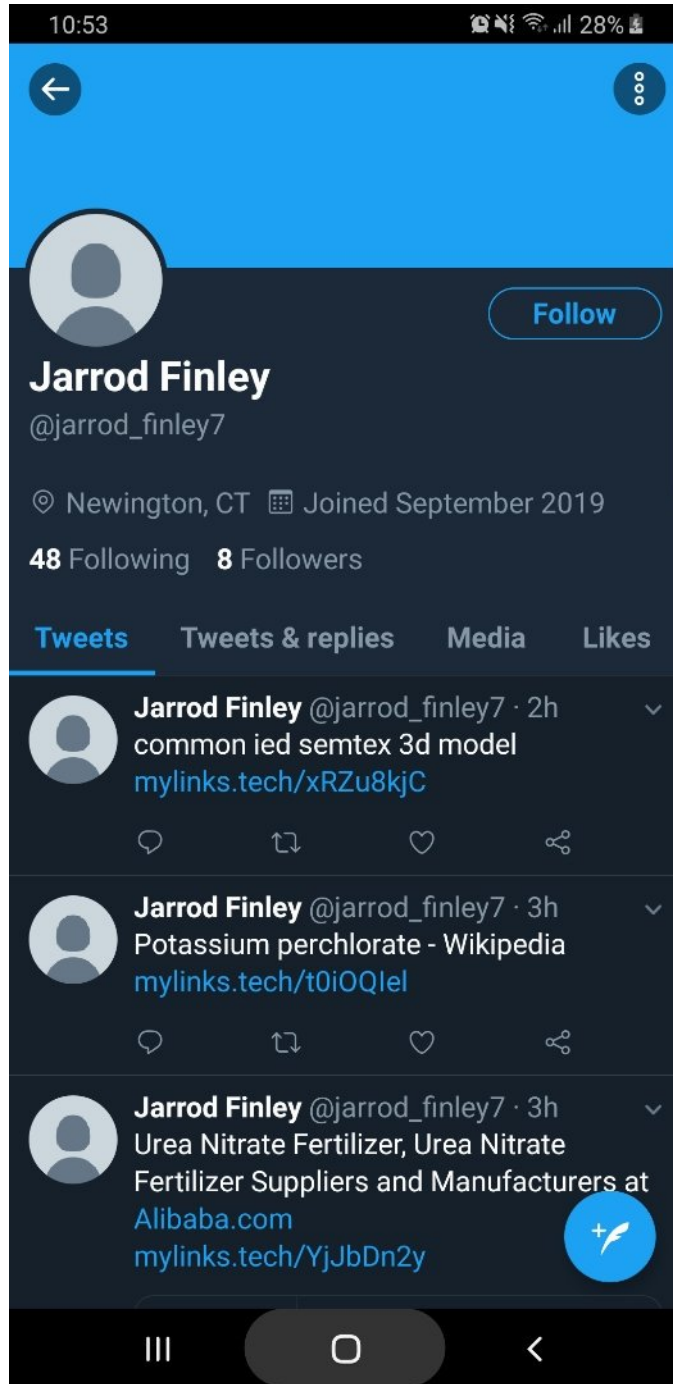 10:53 28%
Follow
Jarrod Finley
@jarrod_finley7
Newington, CT Joined September 2019
48 Following 8 Followers
Tweets Tweets & replies Media Likes
Jarrod Finley @jarrod_finley7 · 2h
common ied semtex 3d model
mylinks.tech/xRZu8kjC
Jarrod Finley @jarrod_finley7 · 3h
Potassium perchlorate - Wikipedia
mylinks.tech/t0iOQIel
Jarrod Finley @jarrod_finley7 · 3h
Urea Nitrate Fertilizer, Urea Nitrate
Fertilizer Suppliers and Manufacturers at
Alibaba.com
mylinks.tech/YjJbDn2y